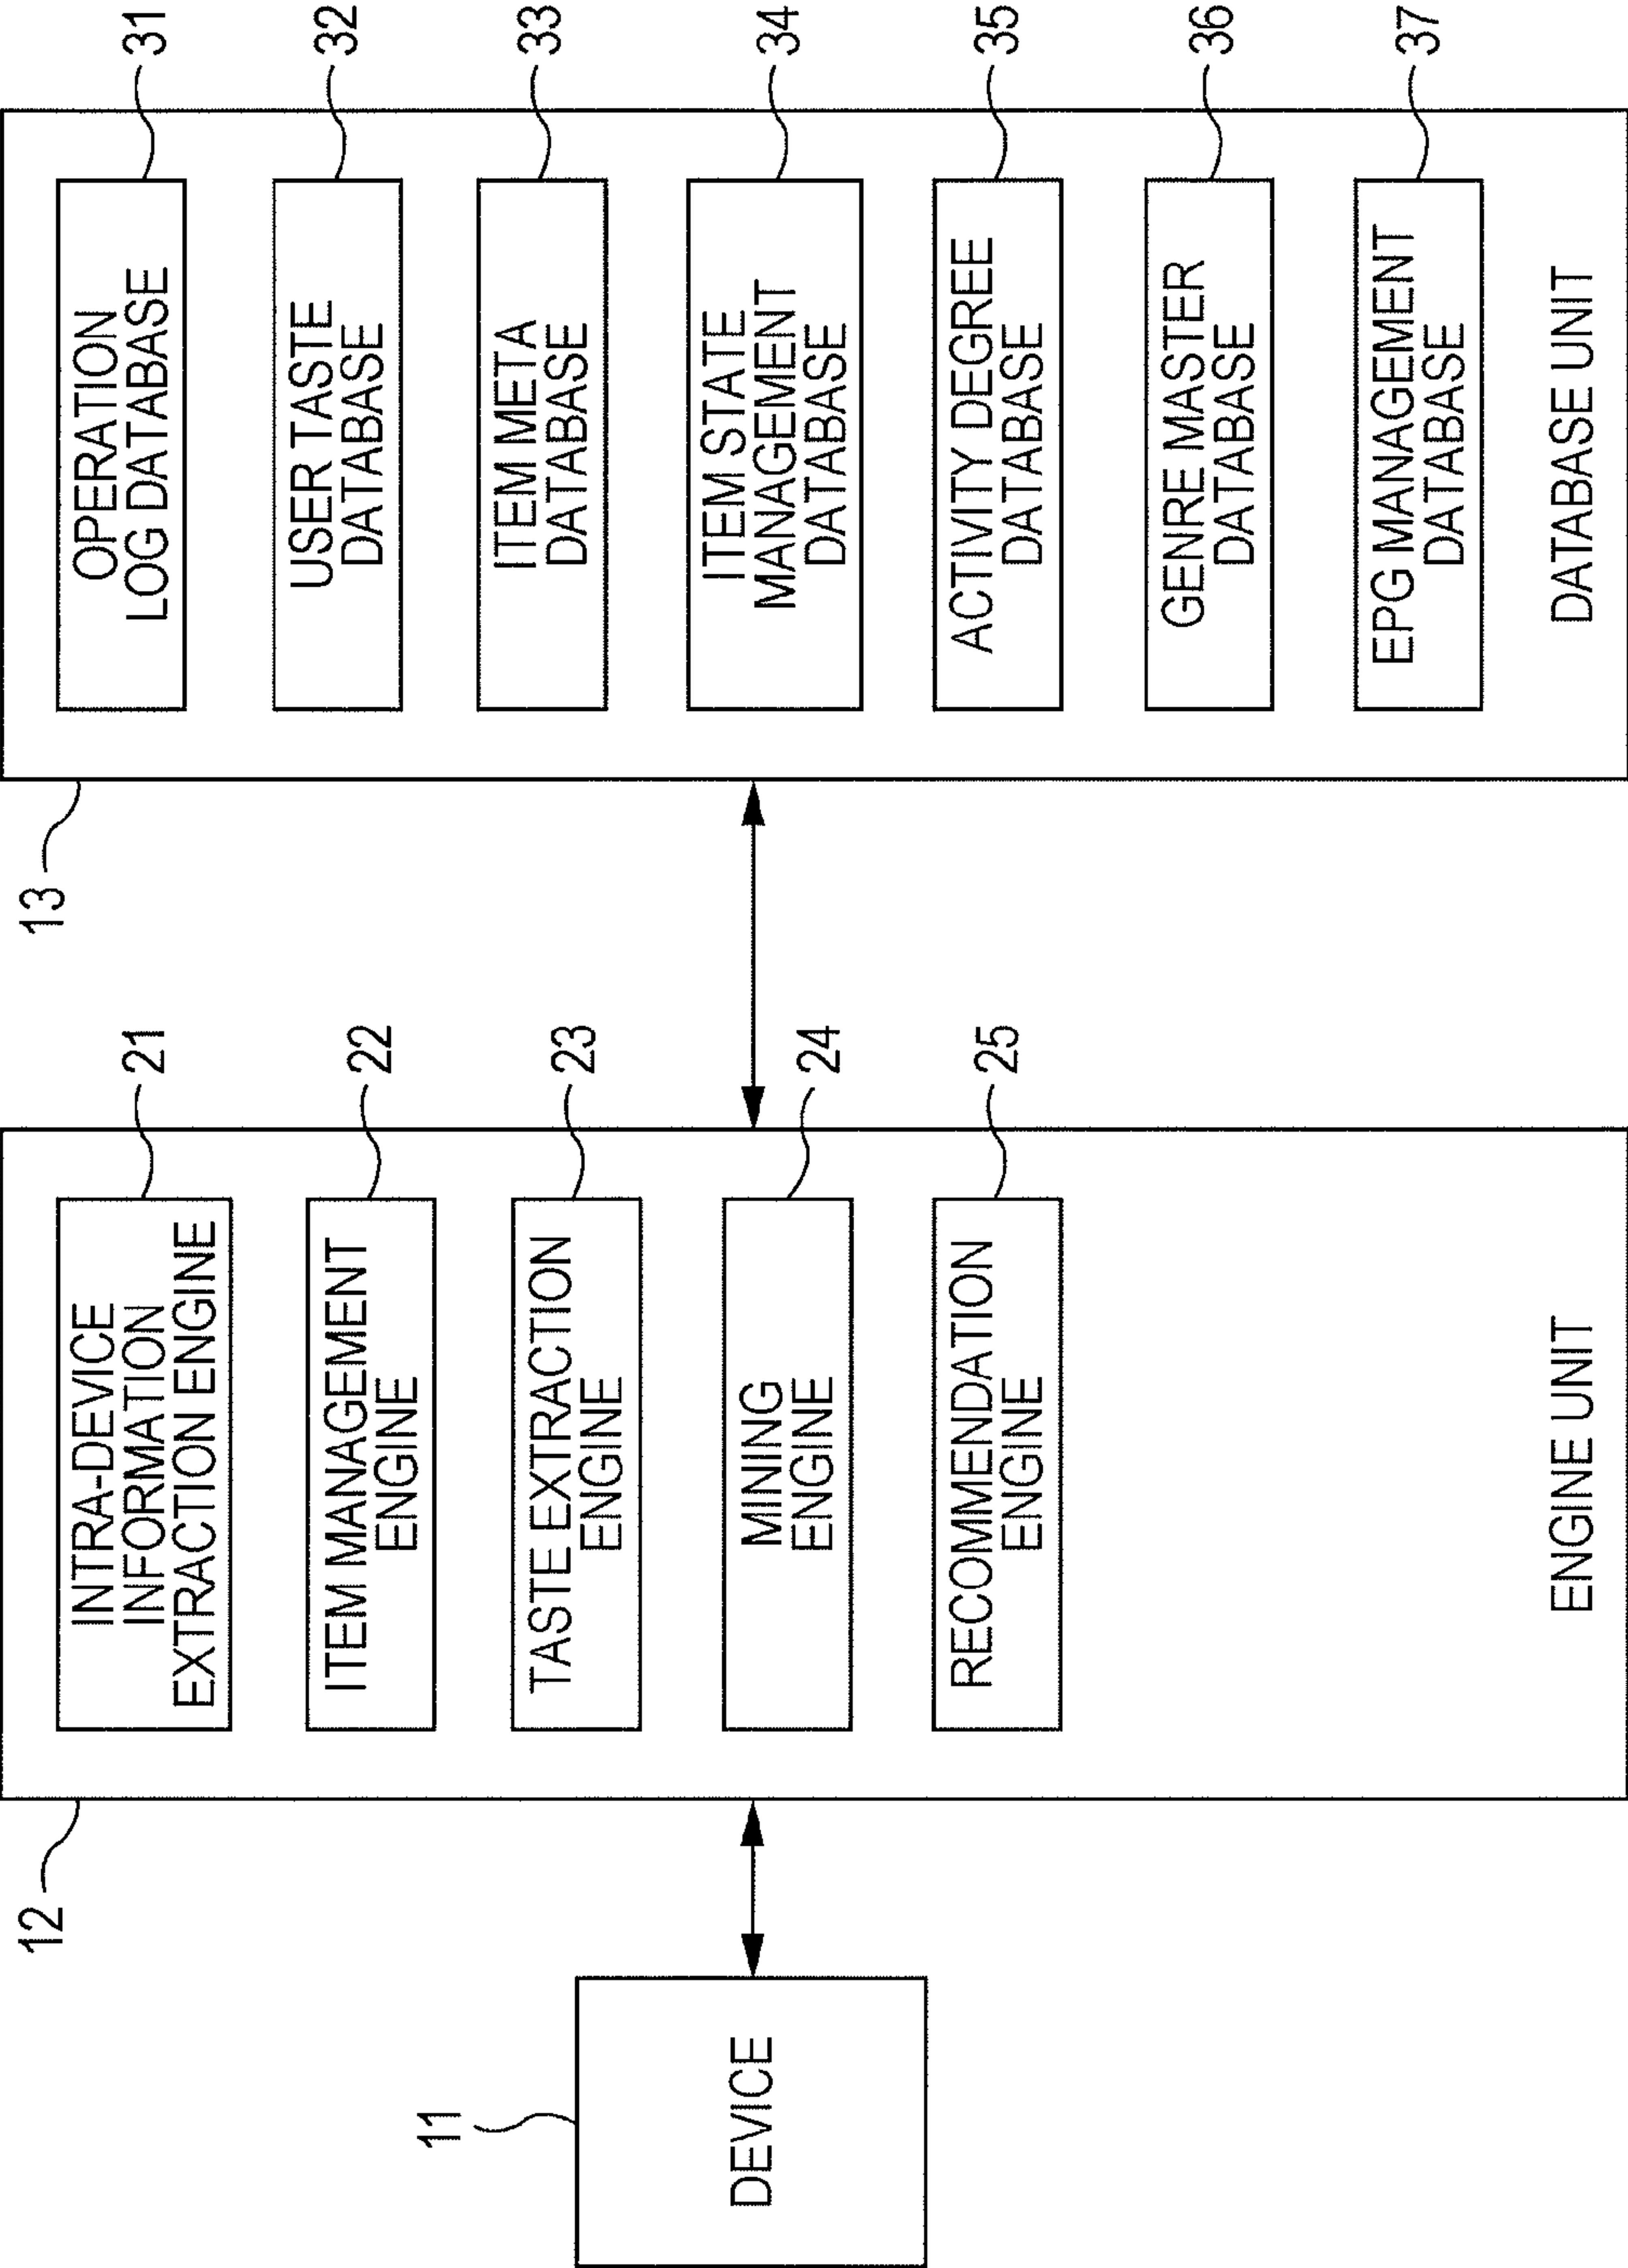 11
DEVICE
12
INTRA-DEVICE
INFORMATION
EXTRACTION ENGINE
21
ITEM MANAGEMENT
ENGINE
22
TASTE EXTRACTION
ENGINE
23
MINING
ENGINE
24
RECOMMENDATION
ENGINE
25
ENGINE UNIT
13
OPERATION
LOG DATABASE
31
USER TASTE
DATABASE
32
ITEM META
DATABASE
33
ITEM STATE
MANAGEMENT
DATABASE
34
ACTIVITY DEGREE
DATABASE
35
GENRE MASTER
DATABASE
36
EPG MANAGEMENT
DATABASE
37
DATABASE UNIT